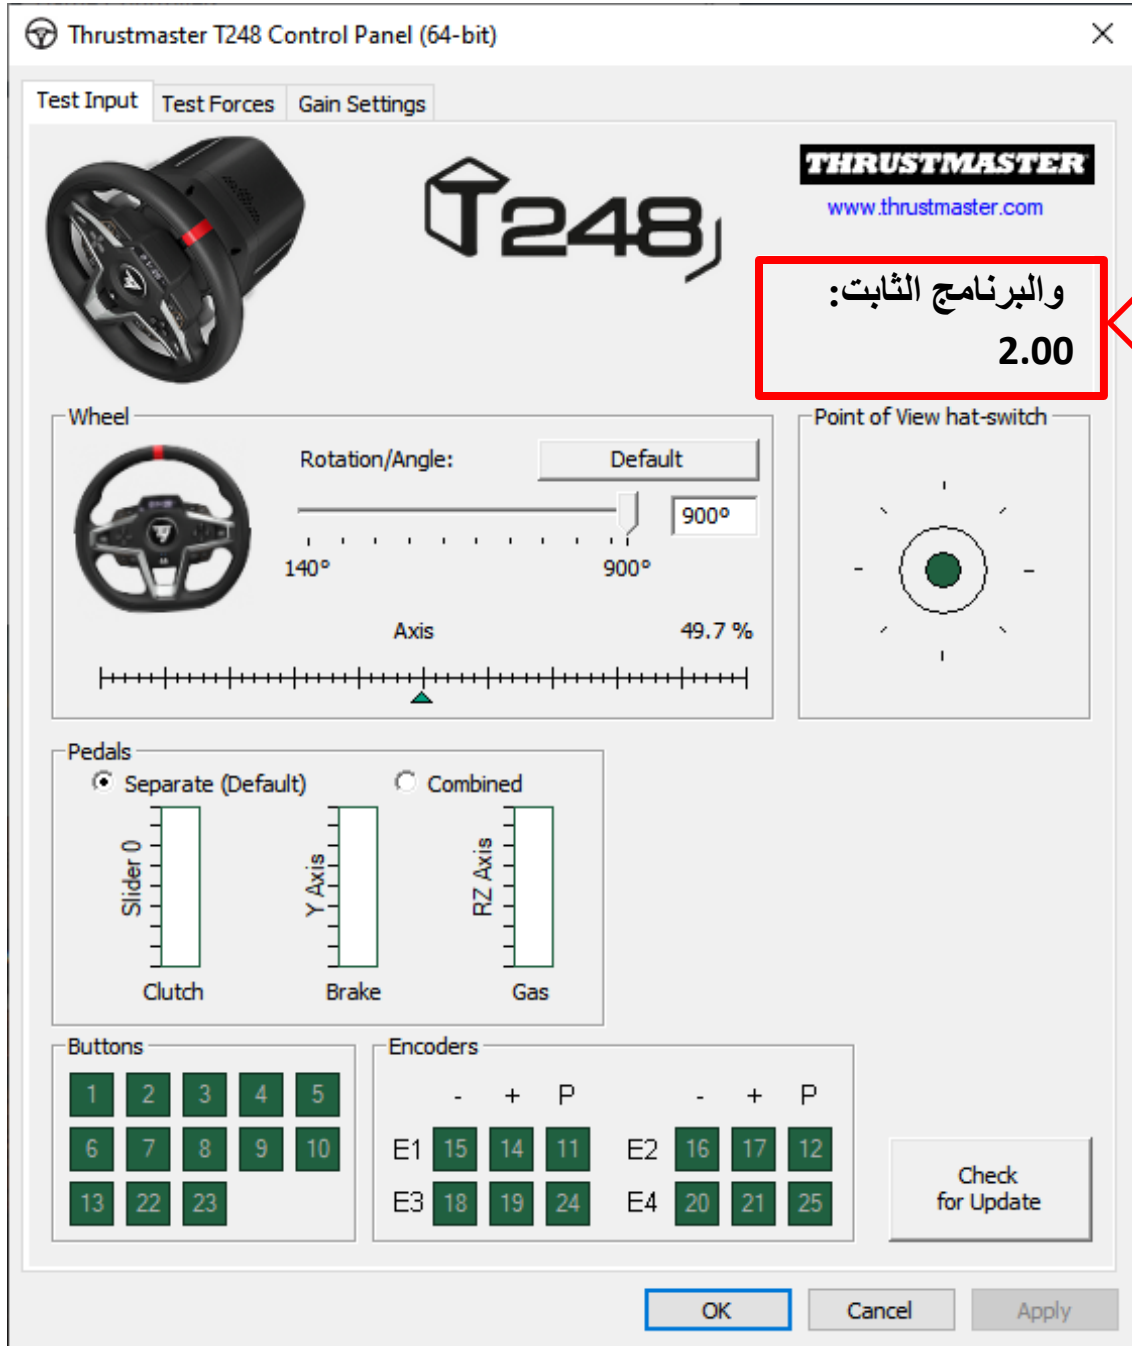 Thrustmaster T248 Control Panel (64-bit)
Test Input Test Forces Gain Settings
T248
THRUSTMASTER
www.thrustmaster.com
والبرنامج الثابت:
2.00
Wheel
Rotation/Angle: Default
900°
140° 900°
Axis 49.7 %
Point of View hat-switch
Pedals
Separate (Default) Combined
Slider 0 Y Axis RZ Axis
Clutch Brake Gas
Buttons
1 2 3 4 5
6 7 8 9 10
13 22 23
Encoders
- + P - + P
E1 15 14 11 E2 16 17 12
E3 18 19 24 E4 20 21 25
Check
for Update
OK Cancel Apply